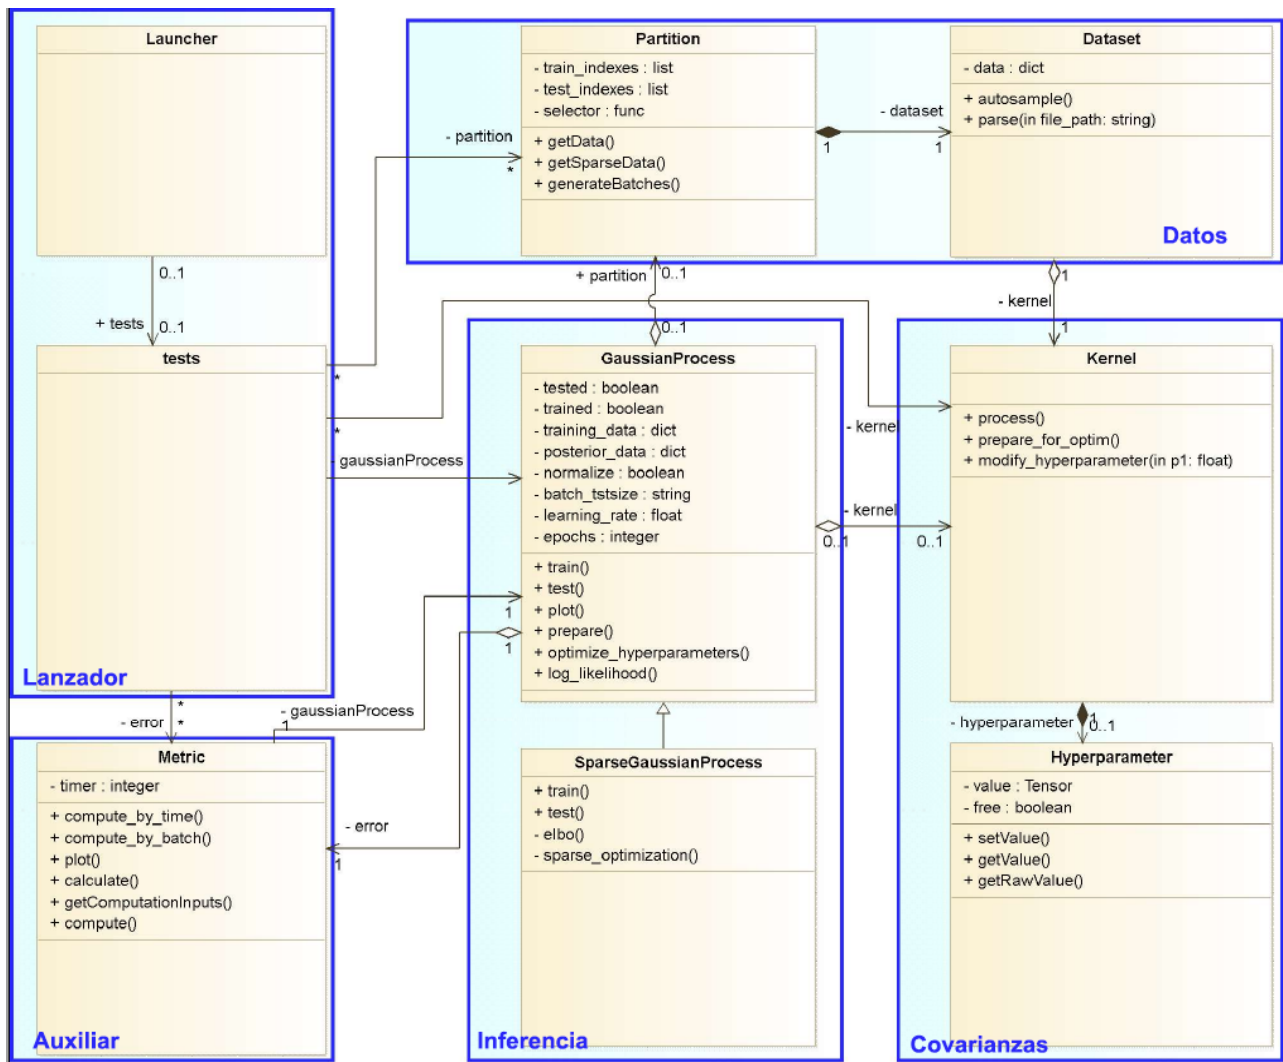 Launcher
0..1
+ tests
0..1
tests
*
*
- partition
*
- gaussianProcess
Lanzador
Partition
- train_indexes : list
- test_indexes : list
- selector : func
+ getData()
+ getSparseData()
+ generateBatches()
- dataset
1
1
Dataset
- data : dict
+ autosample()
+ parse(in file_path: string)
Datos
+ partition
0..1
0..1
1
- kernel
1
GaussianProcess
- tested : boolean
- trained : boolean
- training_data : dict
- posterior_data : dict
- normalize : boolean
- batch_tstsize : string
- learning_rate : float
- epochs : integer
+ train()
+ test()
+ plot()
+ prepare()
+ optimize_hyperparameters()
+ log_likelihood()
1
1
- kernel
- kernel
0..1
0..1
Kernel
+ process()
+ prepare_for_optim()
+ modify_hyperparameter(in p1: float)
*
- error
*
- gaussianProcess
1
Metric
- timer : integer
+ compute_by_time()
+ compute_by_batch()
+ plot()
+ calculate()
+ getComputationInputs()
+ compute()
- error
1
Auxiliar
SparseGaussianProcess
+ train()
+ test()
- elbo()
- sparse_optimization()
Inferencia
- hyperparameter
1
0..1
Hyperparameter
- value : Tensor
- free : boolean
+ setValue()
+ getValue()
+ getRawValue()
Covarianzas